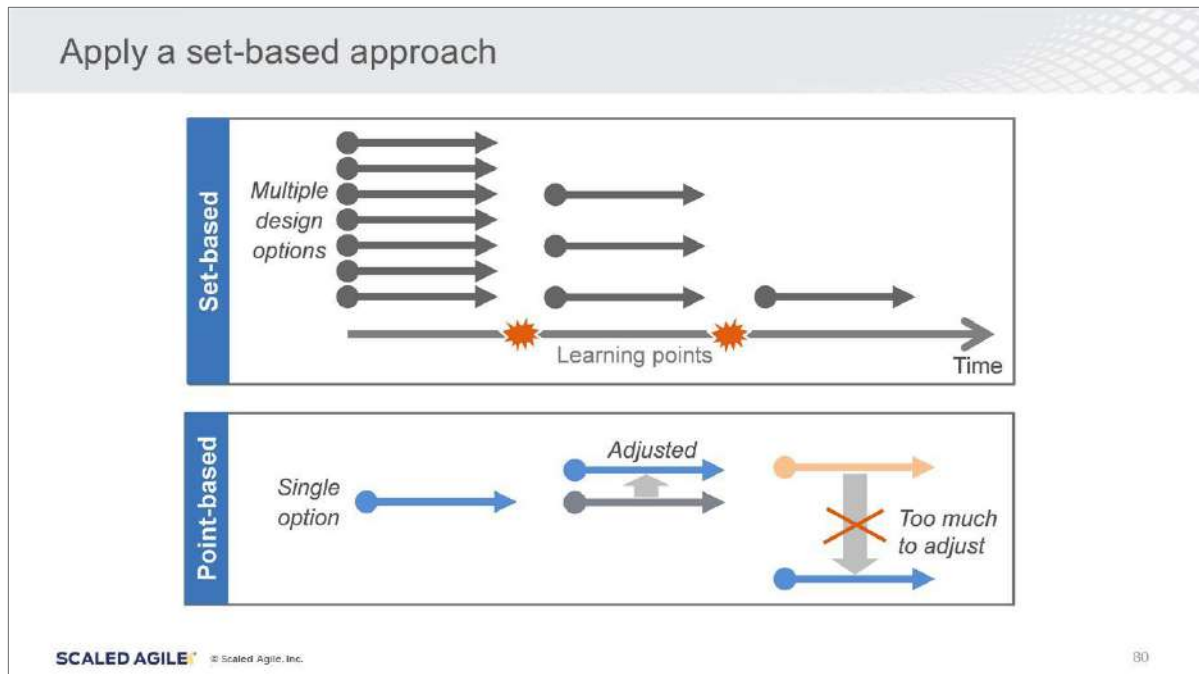 Apply a set-based approach
Set-based
Multiple
design
options
Learning points
Time
Point-based
Single
option
Adjusted
Too much
to adjust
SCALED AGILE
© Scaled Agile, Inc.
80